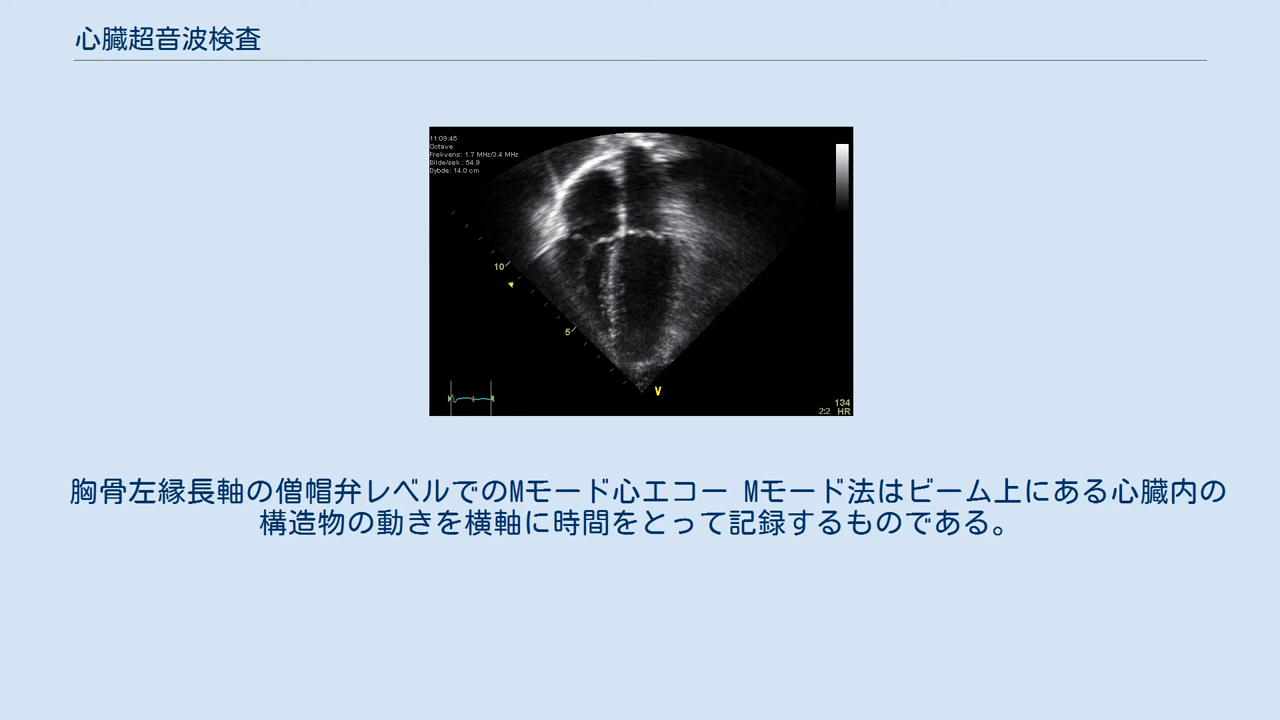 心臓超音波検査
11:09:45
Octave
Frekvens: 1.7 MHz/3.4 MHz
Bilde/sek.: 54.9
Dybde: 14.0 cm
10
5
V
134
2:2 HR
胸骨左縁長軸の僧帽弁レベルでのMモード心エコー Mモード法はビーム上にある心臓内の
構造物の動きを横軸に時間をとって記録するものである。